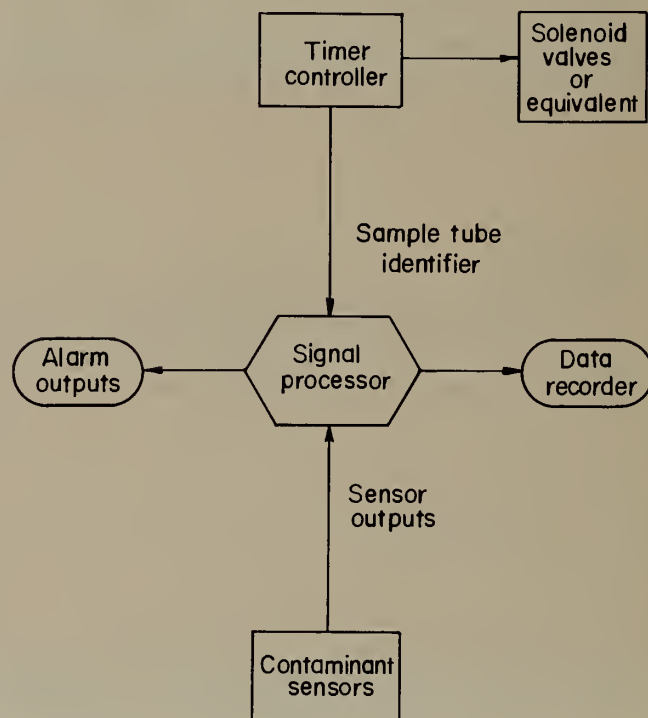 Timer
controller
Solenoid
valves
or
equivalent
Sample tube
identifier
Alarm
outputs
Signal
processor
Data
recorder
Sensor
outputs
Contaminant
sensors